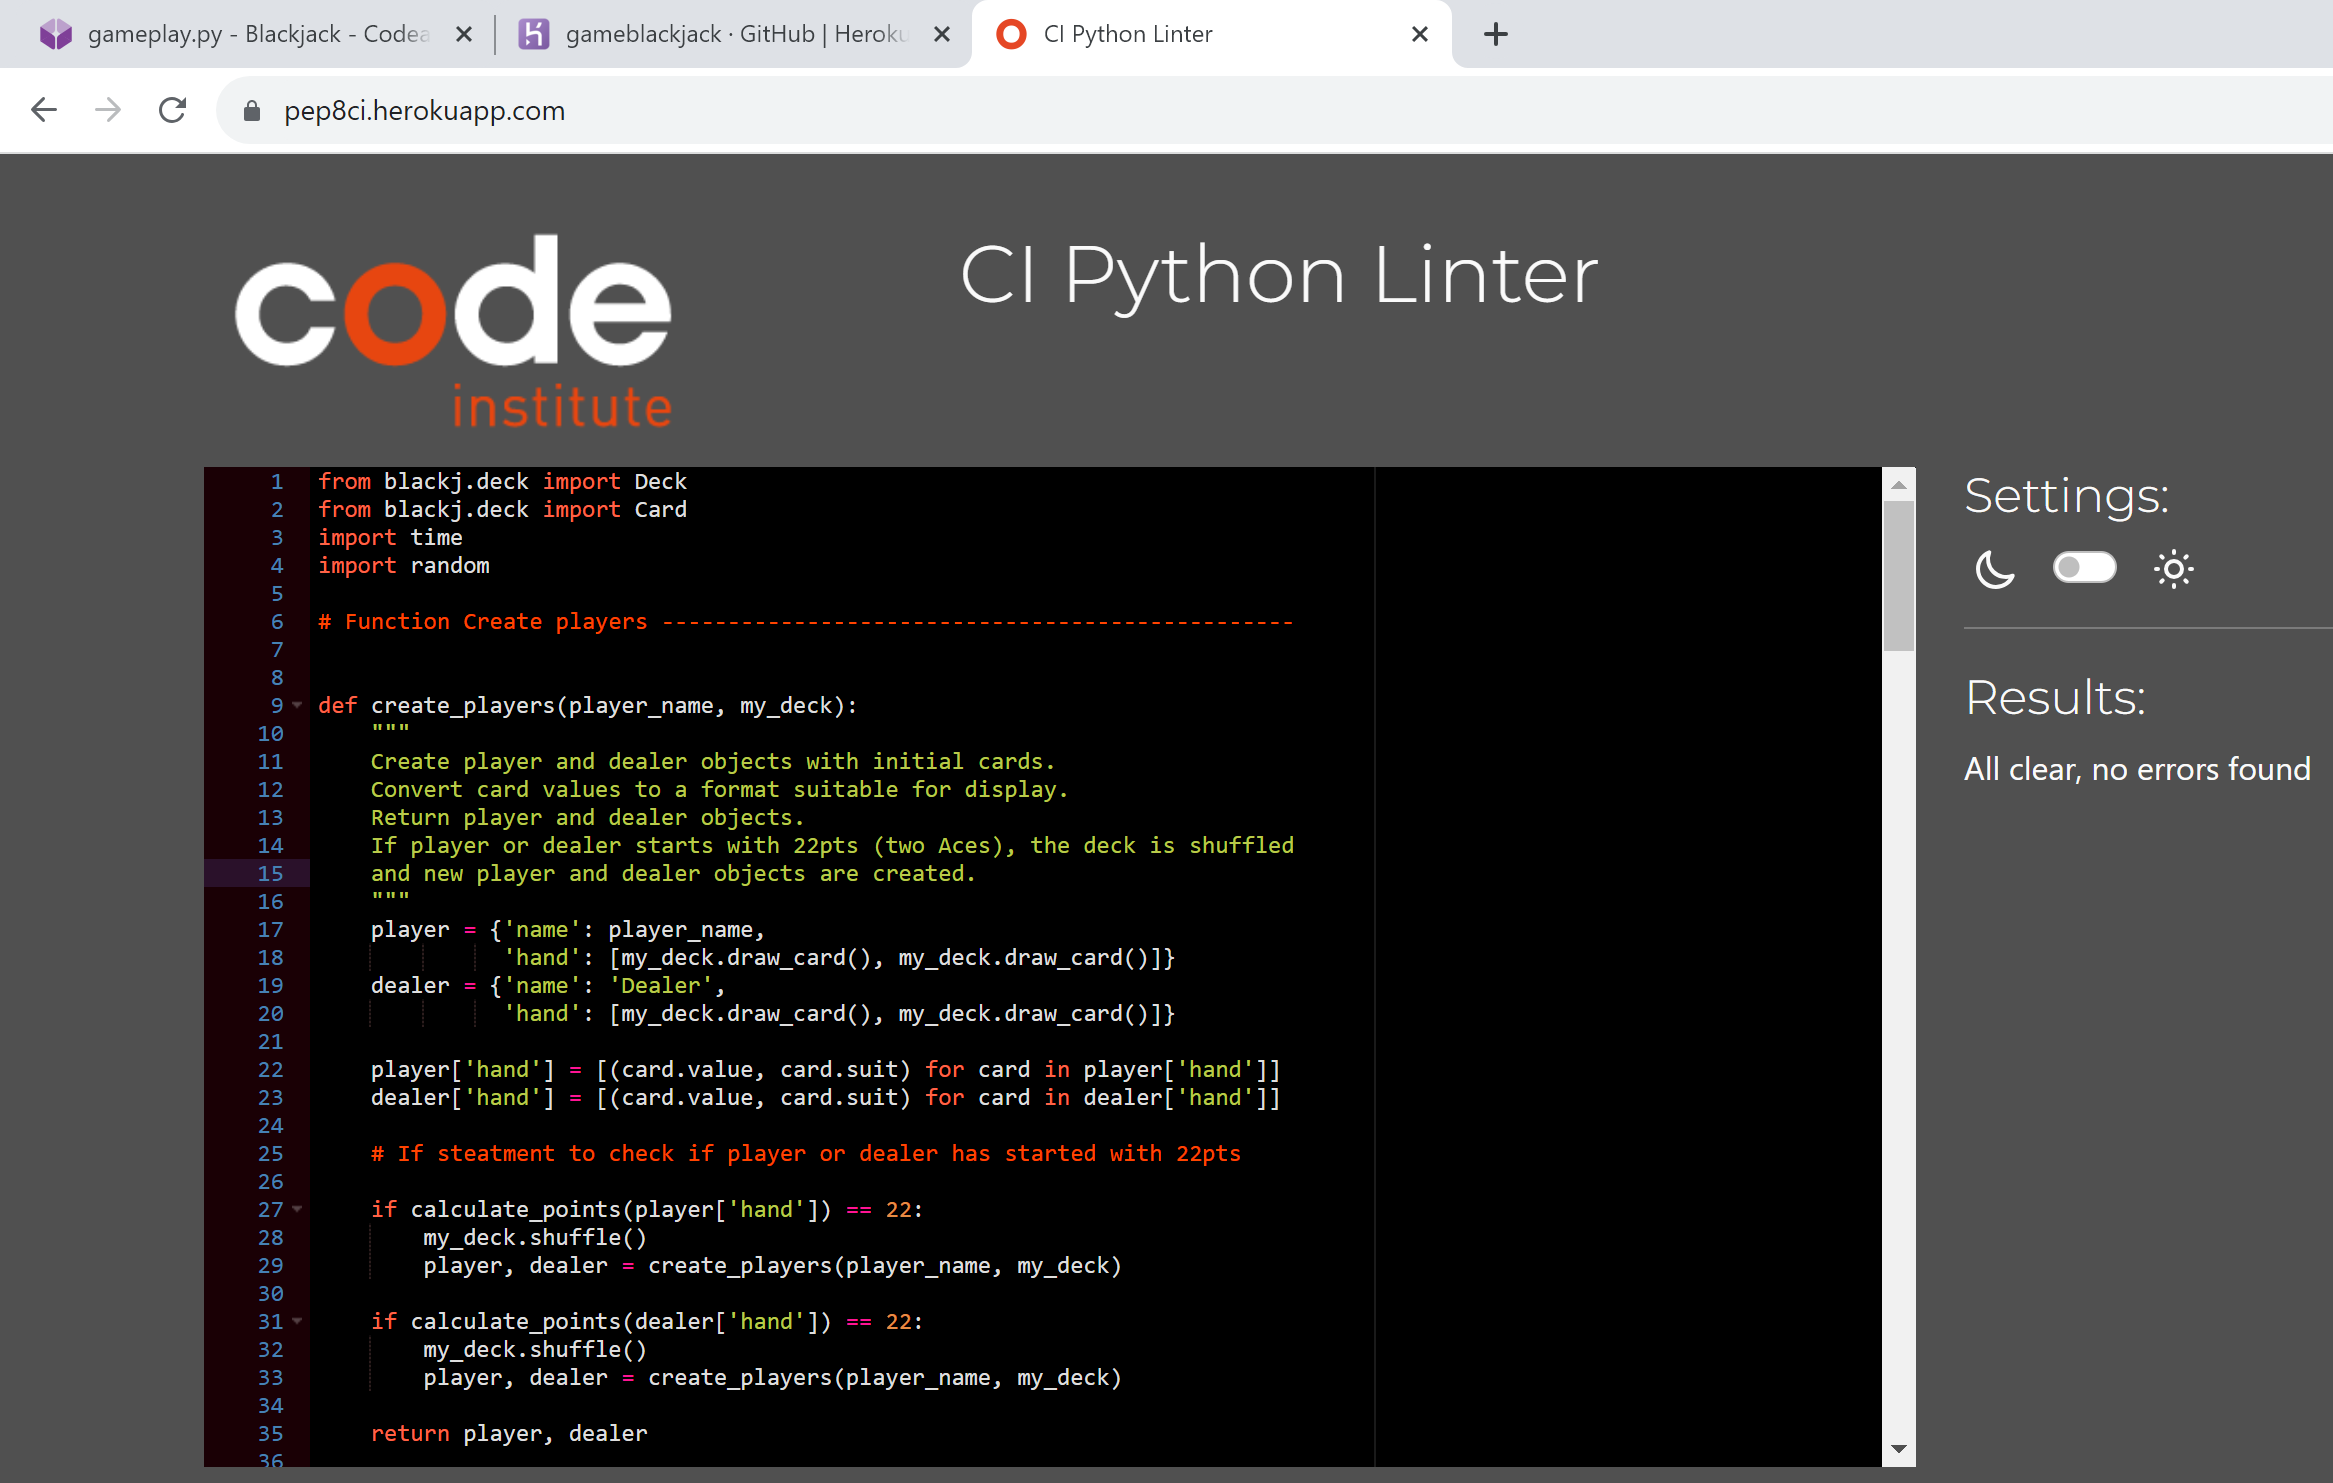 gameplay.py - Blackjack - Codea
gameblackjack · GitHub | Heroku
CI Python Linter
pep8ci.herokuapp.com
code
institute
CI Python Linter
1 from blackj.deck import Deck
2 from blackj.deck import Card
3 import time
4 import random
5
6 # Function Create players ------------------------------------------------
7
8
9 def create_players(player_name, my_deck):
10     """
11     Create player and dealer objects with initial cards.
12     Convert card values to a format suitable for display.
13     Return player and dealer objects.
14     If player or dealer starts with 22pts (two Aces), the deck is shuffled
15     and new player and dealer objects are created.
16     """
17     player = {'name': player_name,
18               'hand': [my_deck.draw_card(), my_deck.draw_card()]}
19     dealer = {'name': 'Dealer',
20               'hand': [my_deck.draw_card(), my_deck.draw_card()]}
21
22     player['hand'] = [(card.value, card.suit) for card in player['hand']]
23     dealer['hand'] = [(card.value, card.suit) for card in dealer['hand']]
24
25     # If steatment to check if player or dealer has started with 22pts
26
27     if calculate_points(player['hand']) == 22:
28         my_deck.shuffle()
29         player, dealer = create_players(player_name, my_deck)
30
31     if calculate_points(dealer['hand']) == 22:
32         my_deck.shuffle()
33         player, dealer = create_players(player_name, my_deck)
34
35     return player, dealer
36
Settings:
Results:
All clear, no errors found